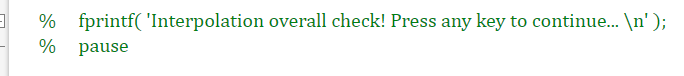 %    fprintf( 'Interpolation overall check! Press any key to continue... \n' );
%    pause